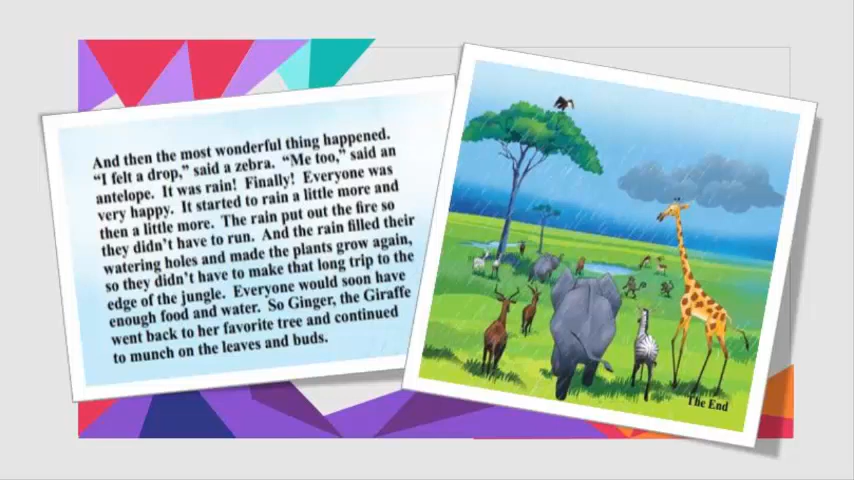 And then the most wonderful thing happened.
“I felt a drop,” said a zebra.  “Me too,” said an
antelope.  It was rain!  Finally!  Everyone was
very happy.  It started to rain a little more and
then a little more.  The rain put out the fire so
they didn’t have to run.  And the rain filled their
watering holes and made the plants grow again,
so they didn’t have to make that long trip to the
edge of the jungle.  Everyone would soon have
enough food and water.  So Ginger, the Giraffe
went back to her favorite tree and continued
to munch on the leaves and buds.
The End